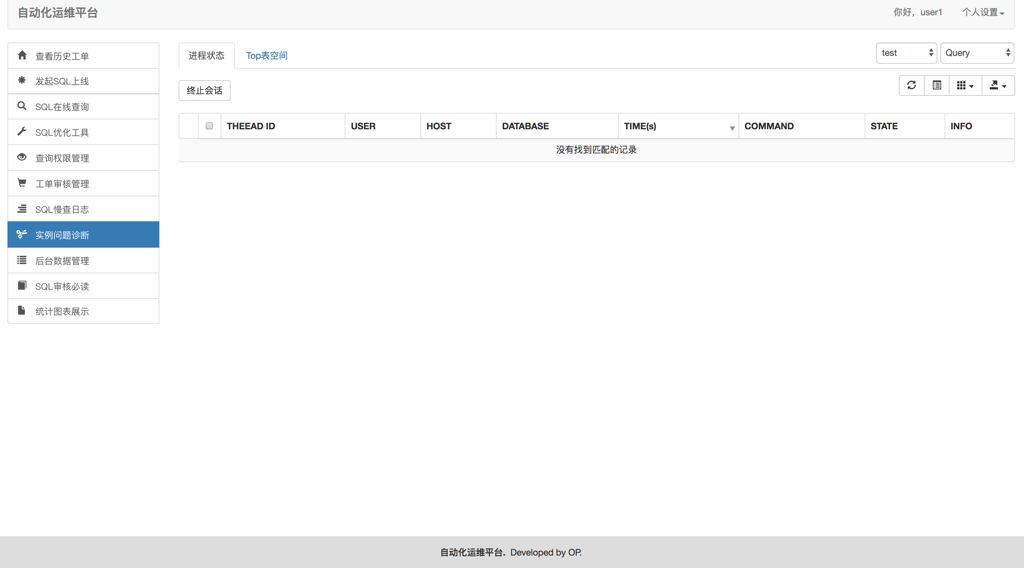 自动化运维平台
你好，user1 个人设置
查看历史工单
发起SQL上线
SQL在线查询
SQL优化工具
查询权限管理
工单审核管理
SQL慢查日志
实例问题诊断
后台数据管理
SQL审核必读
统计图表展示
进程状态 Top表空间
test Query
终止会话
THEEAD ID USER HOST DATABASE TIME(s) COMMAND STATE INFO
没有找到匹配的记录
自动化运维平台. Developed by OP.